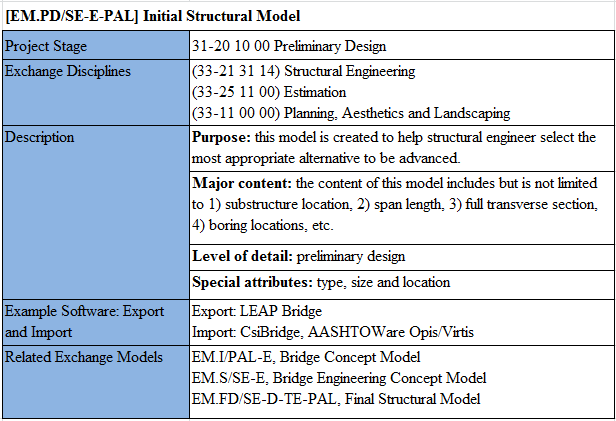 [EM.PD/SE-E-PAL] Initial Structural Model
Project Stage
31-20 10 00 Preliminary Design
Exchange Disciplines
(33-21 31 14) Structural Engineering
(33-25 11 00) Estimation
(33-11 00 00) Planning, Aesthetics and Landscaping
Description
Purpose: this model is created to help structural engineer select the
most appropriate alternative to be advanced.
Major content: the content of this model includes but is not limited
to 1) substructure location, 2) span length, 3) full transverse section,
4) boring locations, etc.
Level of detail: preliminary design
Special attributes: type, size and location
Example Software: Export
and Import
Export: LEAP Bridge
Import: CsiBridge, AASHTOWare Opis/Virtis
Related Exchange Models
EM.I/PAL-E, Bridge Concept Model
EM.S/SE-E, Bridge Engineering Concept Model
EM.FD/SE-D-TE-PAL, Final Structural Model